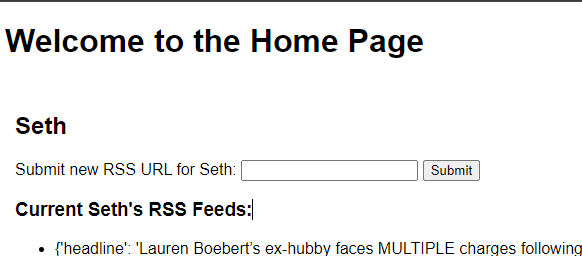 Welcome to the Home Page
Seth
Submit new RSS URL for Seth: Submit
Current Seth's RSS Feeds:
• {'headline': 'Lauren Boebert’s ex-hubby faces MULTIPLE charges following